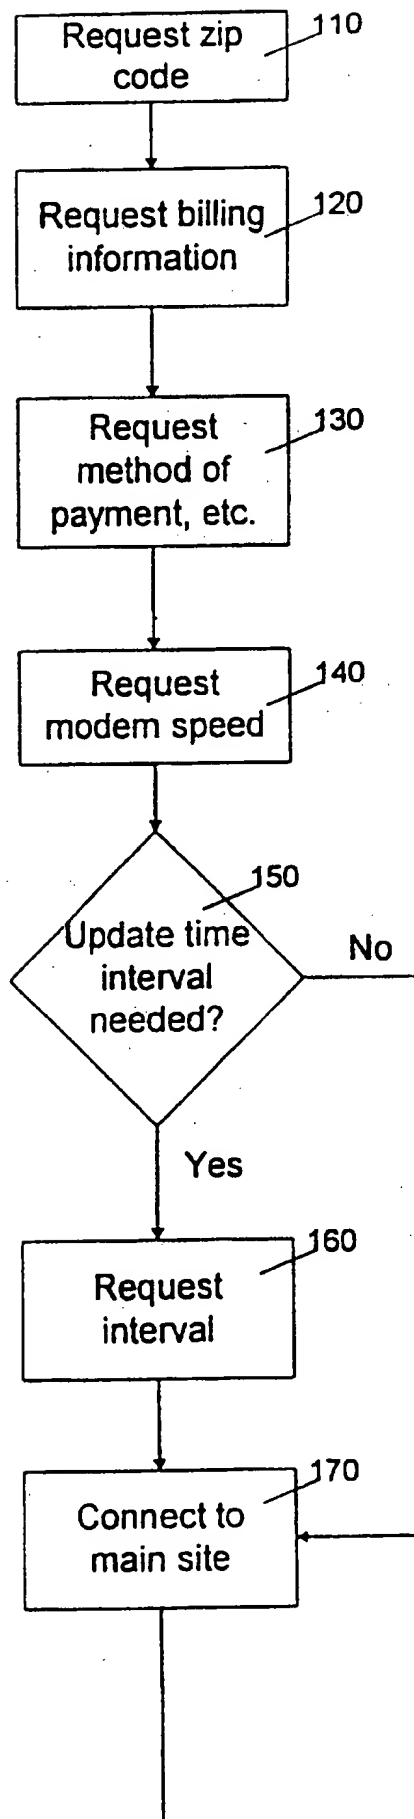 Request zip
code
110
Request billing
information
120
Request
method of
payment, etc.
130
Request
modem speed
140
150
Update time
interval
needed?
No
Yes
Request
interval
160
Connect to
main site
170